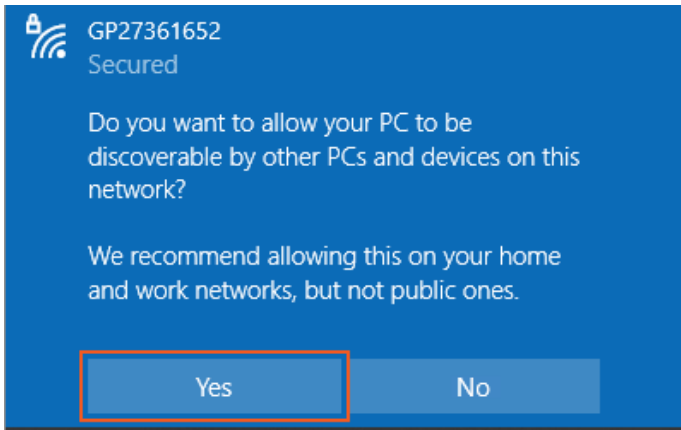 GP27361652
Secured
Do you want to allow your PC to be
discoverable by other PCs and devices on this
network?
We recommend allowing this on your home
and work networks, but not public ones.
Yes No